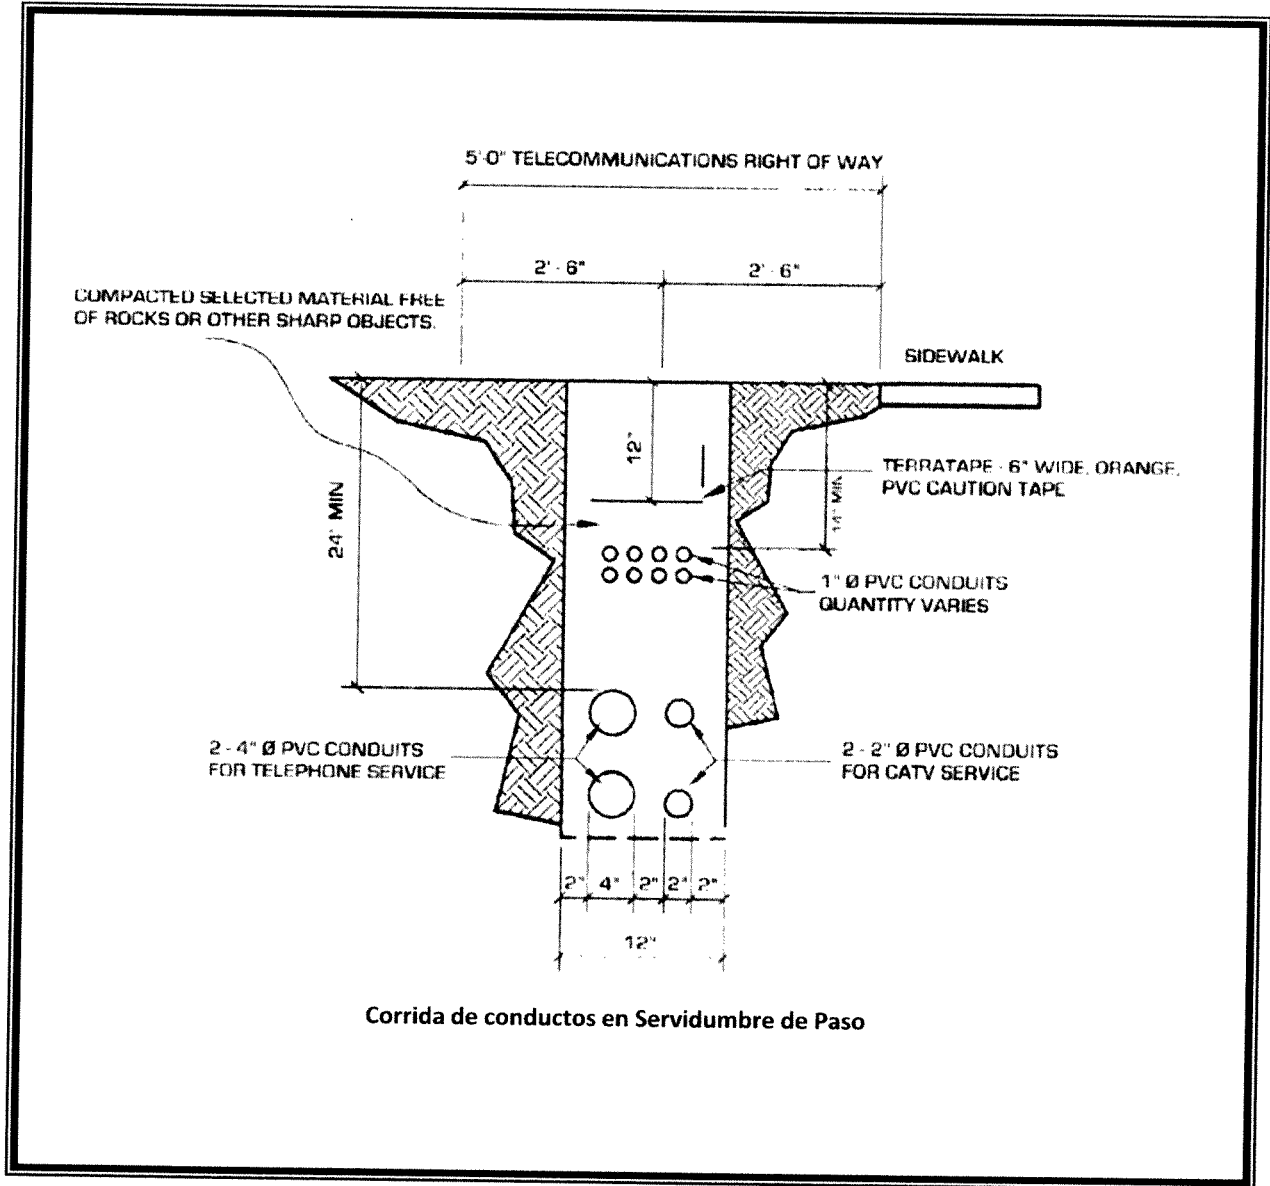 5'-0" TELECOMMUNICATIONS RIGHT OF WAY
2' - 6"
2' - 6"
COMPACTED SELECTED MATERIAL FREE
OF ROCKS OR OTHER SHARP OBJECTS.
SIDEWALK
12"
TERRATAPE - 6" WIDE, ORANGE,
PVC CAUTION TAPE
24" MIN
14" MIN
1" Ø PVC CONDUITS
QUANTITY VARIES
2 - 4" Ø PVC CONDUITS
FOR TELEPHONE SERVICE
2 - 2" Ø PVC CONDUITS
FOR CATV SERVICE
2" 4" 2" 2" 2"
12"
Corrida de conductos en Servidumbre de Paso